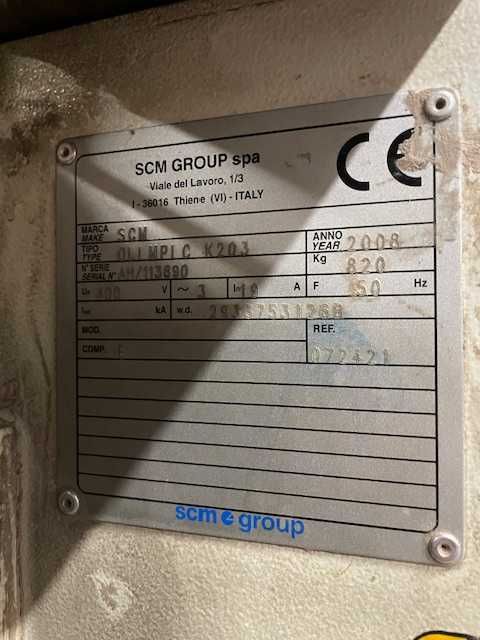 SCM GROUP spa
Viale del Lavoro, 1/3
I - 36016 Thiene (VI) - ITALY
CE
MARCA
MAKE SCM
ANNO
YEAR 2008
TIPO
TYPE OLIMPIC K203
Kg 820
N° SERIE
SERIAL N° AH/113690
Un 400 V ~ 3 In 19 A F 50 Hz
Icc kA w.d. 
MOD.
REF. 072421
COMP. E
scm group